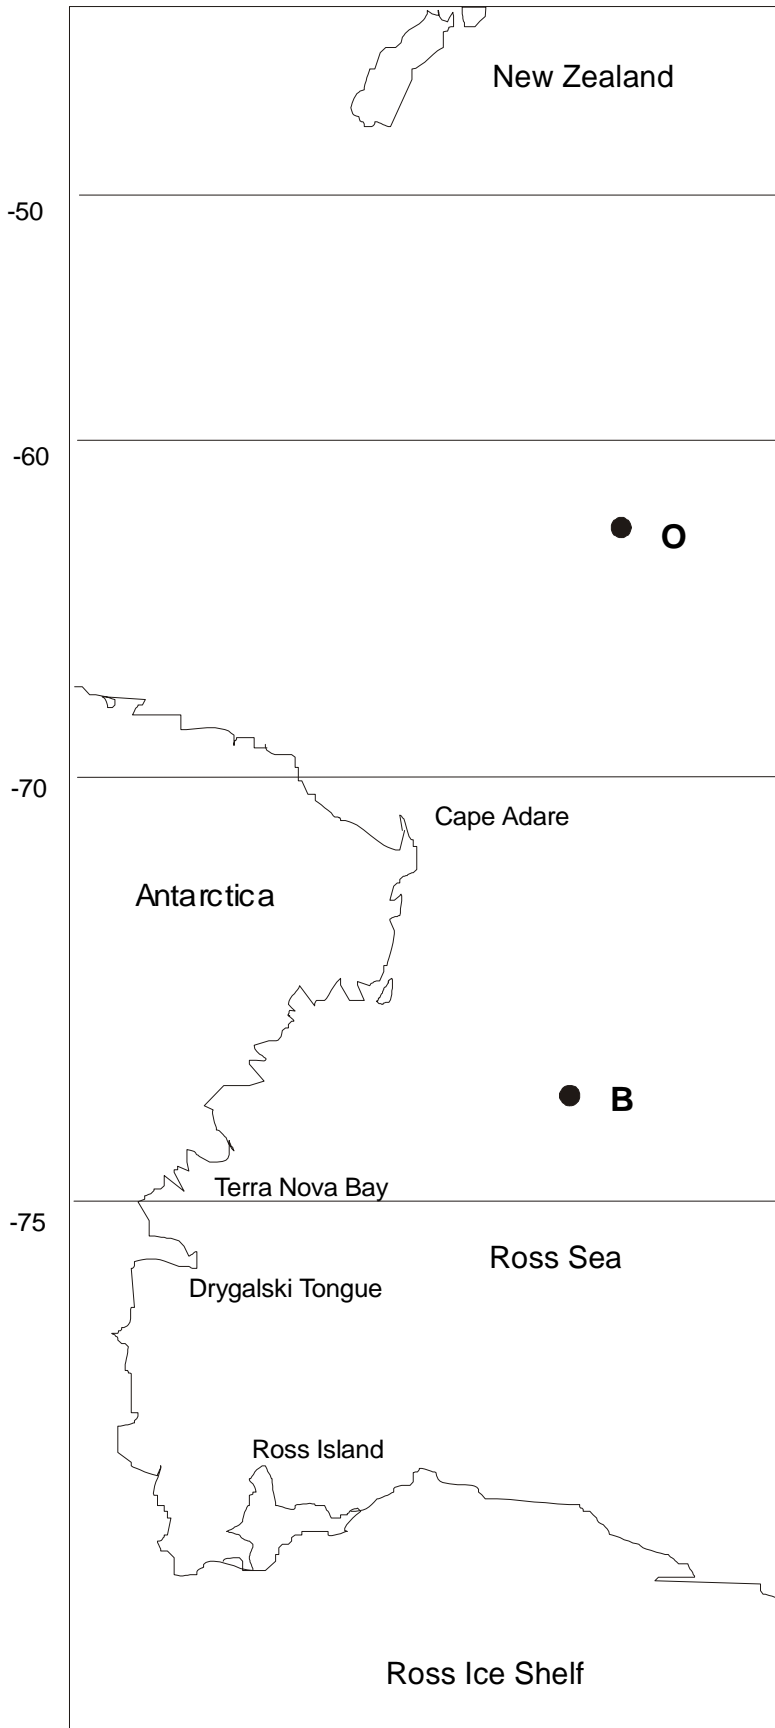 New Zealand
-50
-60
O
-70
Cape Adare
Antarctica
B
Terra Nova Bay
-75
Ross Sea
Drygalski Tongue
Ross Island
Ross Ice Shelf